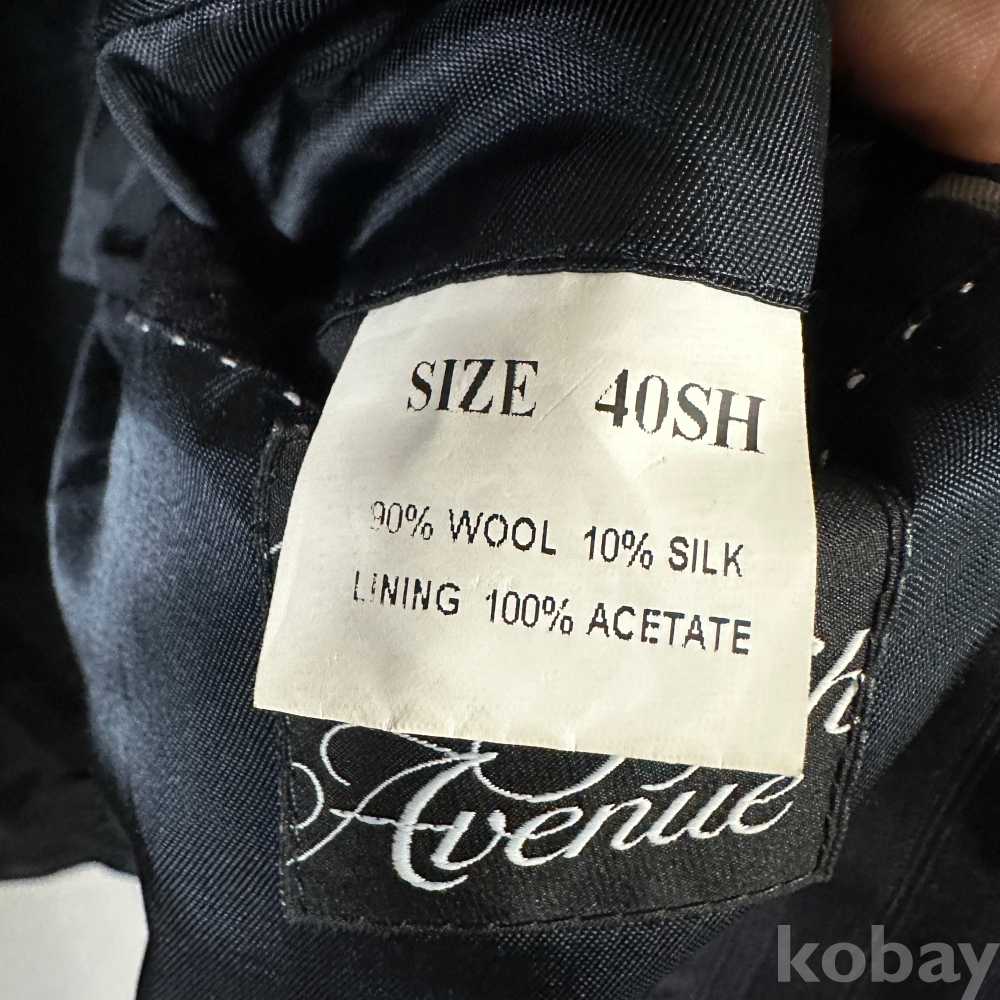 SIZE 40SH
90% WOOL 10% SILK
LINING 100% ACETATE
Avenue
kobay